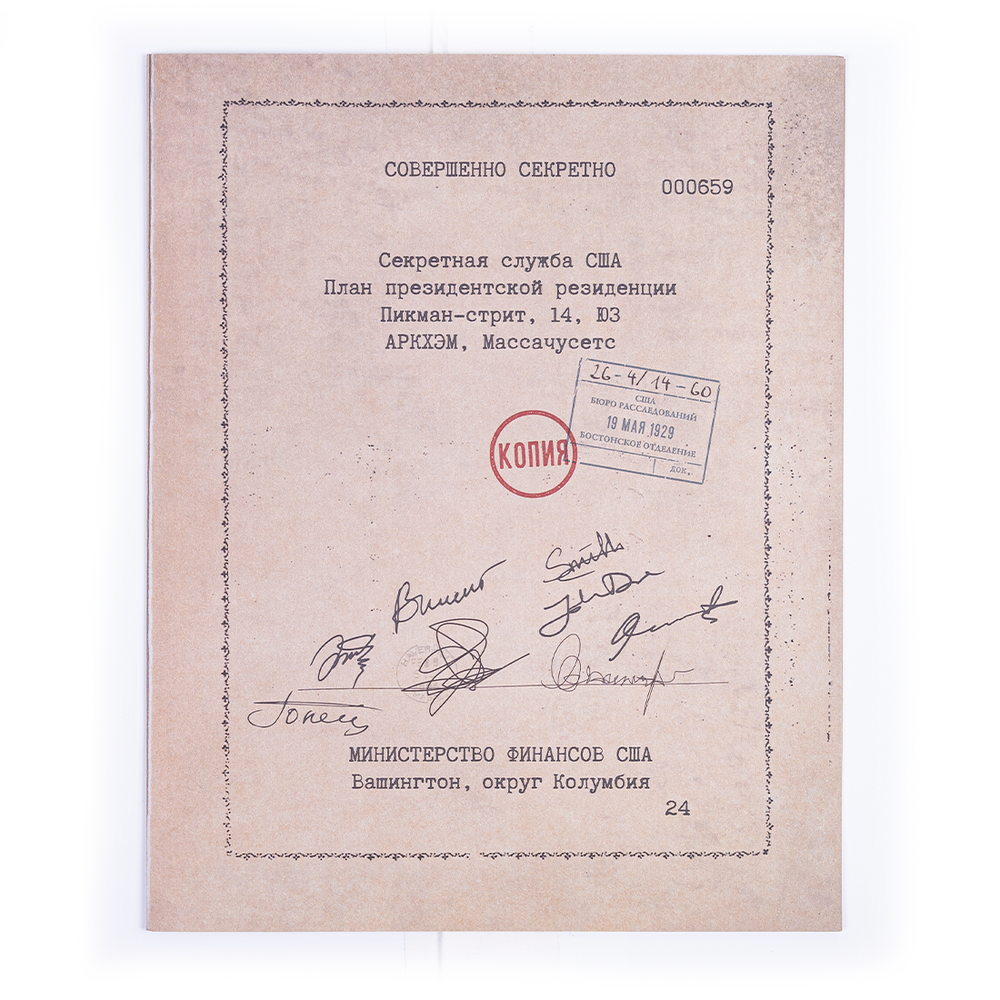 СОВЕРШЕННО СЕКРЕТНО
000659
Секретная служба США
План президентской резиденции
Пикман-стрит, 14, ЮЗ
АРКХЭМ, Массачусетс
26-4/14-60
США
БЮРО РАССЛЕДОВАНИЙ
19 МАЯ 1929
БОСТОНСКОЕ ОТДЕЛЕНИЕ
ДОК.
КОПИЯ
Smith
МИНИСТЕРСТВО ФИНАНСОВ США
Вашингтон, округ Колумбия
24